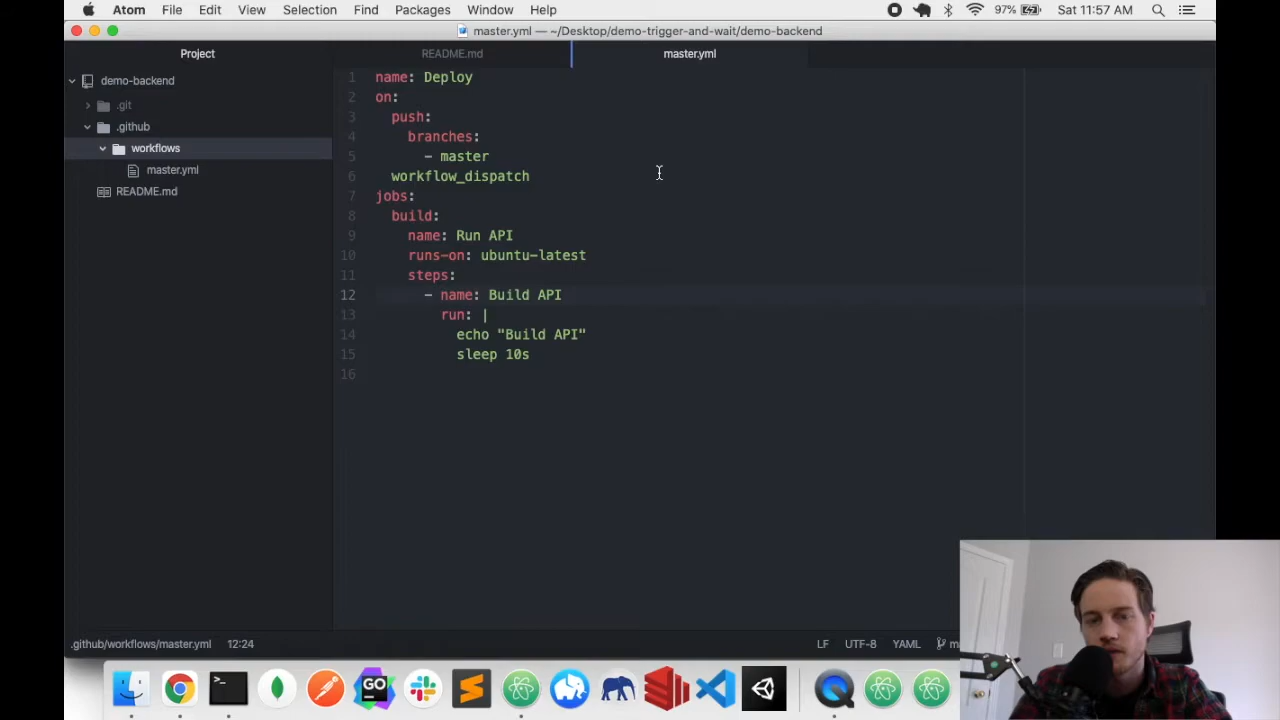 Atom File Edit View Selection Find Packages Window Help 97% Sat 11:57 AM
master.yml — ~/Desktop/demo-trigger-and-wait/demo-backend
Project README.md master.yml
demo-backend
.git
.github
workflows
master.yml
README.md
1 name: Deploy
2 on:
3 push:
4 branches:
5 - master
6 workflow_dispatch
7 jobs:
8 build:
9 name: Run API
10 runs-on: ubuntu-latest
11 steps:
12 - name: Build API
13 run: |
14 echo "Build API"
15 sleep 10s
16
.github/workflows/master.yml 12:24 LF UTF-8 YAML
GO